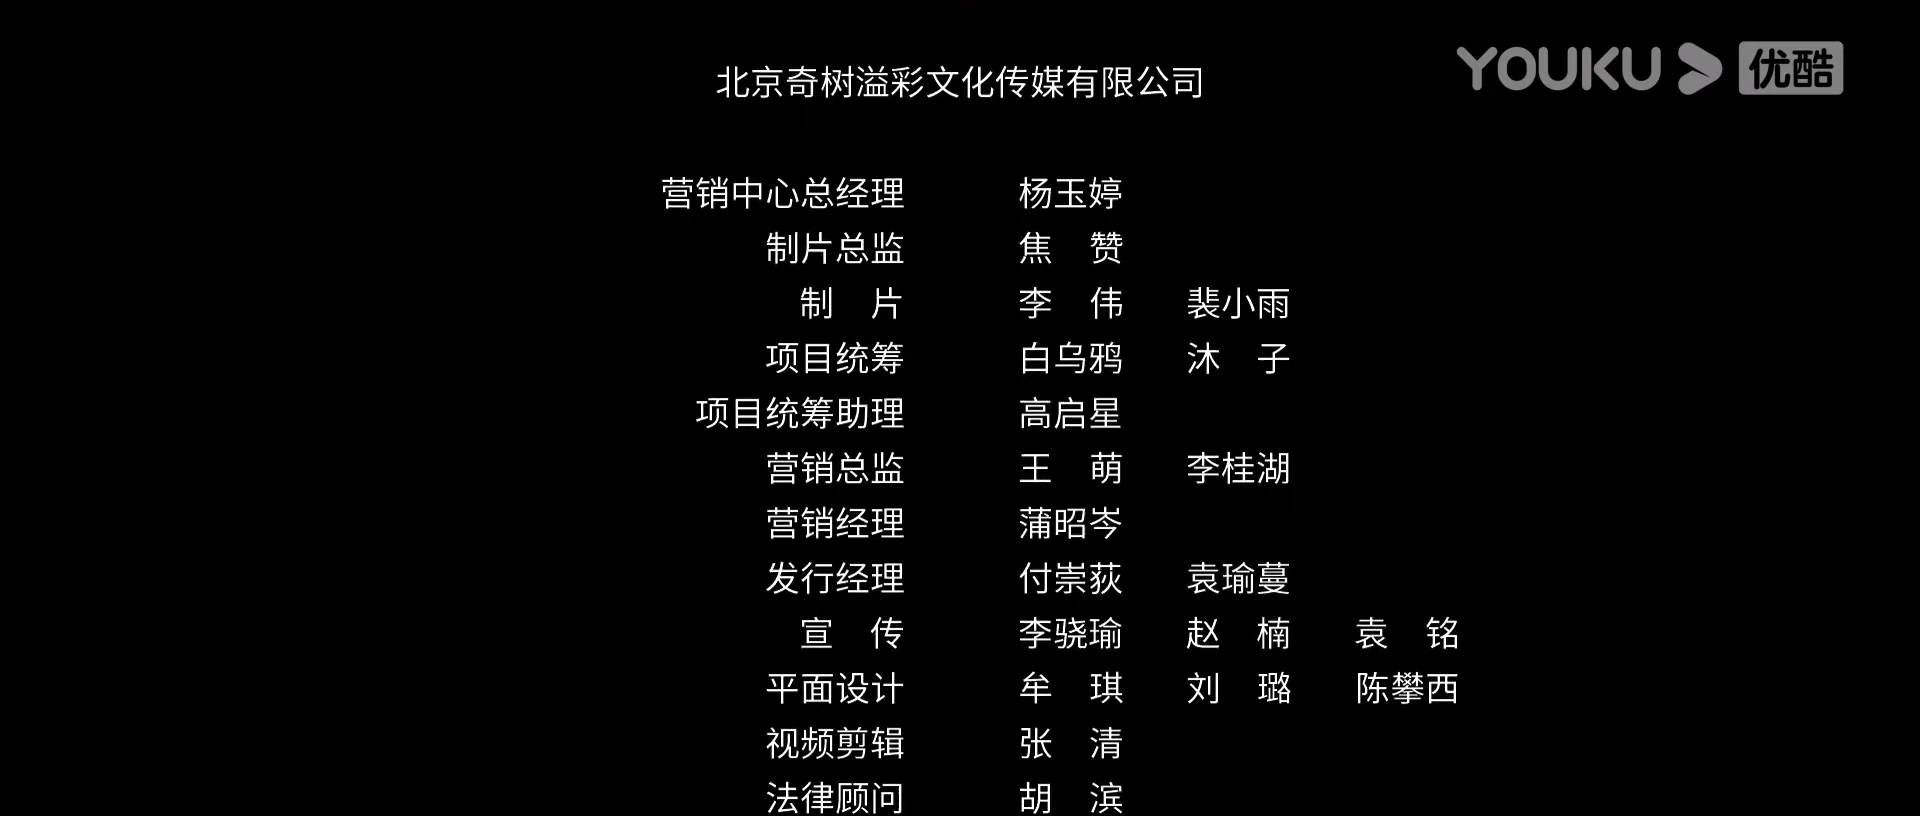 YOUKU 优酷
北京奇树溢彩文化传媒有限公司
营销中心总经理 杨玉婷
制片总监 焦 赞
制 片 李 伟 裴小雨
项目统筹 白乌鸦 沐 子
项目统筹助理 高启星
营销总监 王 萌 李桂湖
营销经理 蒲昭岑
发行经理 付崇荻 袁瑜蔓
宣 传 李骁瑜 赵 楠 袁 铭
平面设计 牟 琪 刘 璐 陈攀西
视频剪辑 张 清
法律顾问 胡 滨